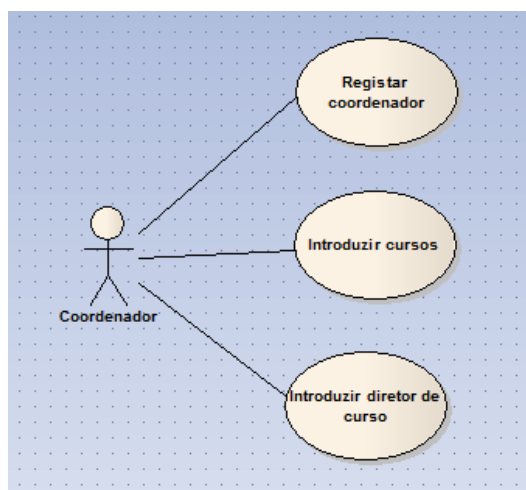 Registar
coordenador
Introduzir cursos
Coordenador
Introduzir diretor de
curso